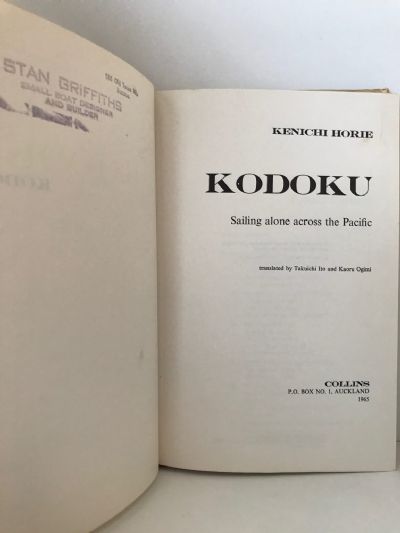 STAN GRIFFITHS
SMALL BOAT DESIGNER
AND BUILDER
KENICHI HORIE
KODOKU
Sailing alone across the Pacific
translated by Takuichi Ito and Kaoru Ogimi
COLLINS
P.O. BOX NO. 1, AUCKLAND
1965